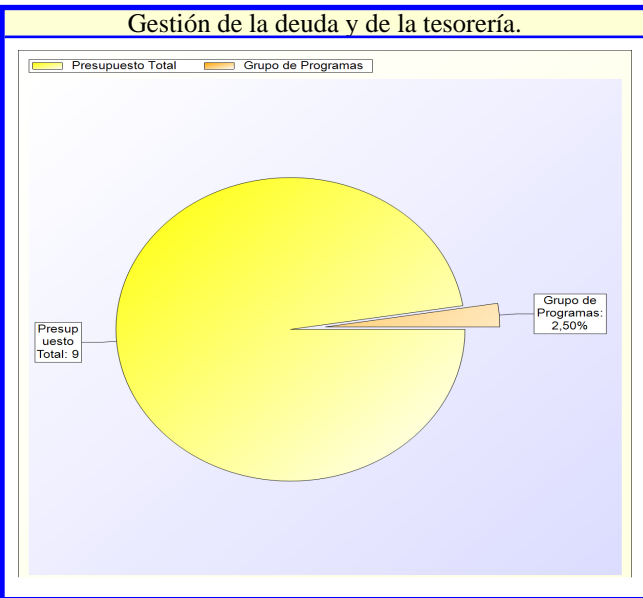 Gestión de la deuda y de la tesorería.
Presupuesto Total Grupo de Programas
Grupo de
Programas:
2,50%
Presup
uesto
Total: 9